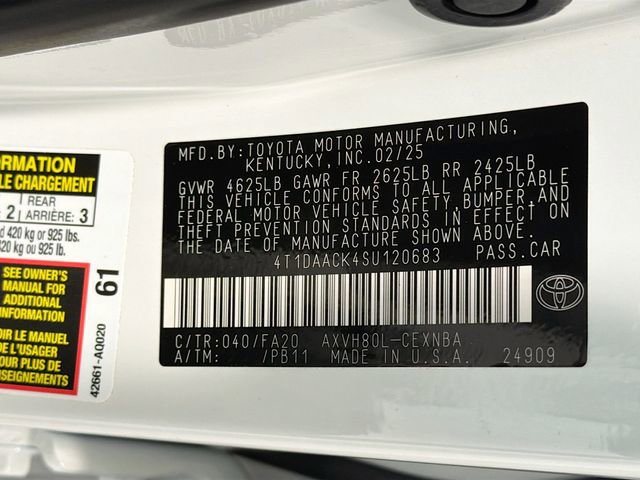 MFD.BY:TOYOTA MOTOR MANUFACTURING,
KENTUCKY,INC.02/25
GVWR 4625LB GAWR FR 2625LB RR 2425LB
THIS VEHICLE CONFORMS TO ALL APPLICABLE
FEDERAL MOTOR VEHICLE SAFETY,BUMPER,AND
THEFT PREVENTION STANDARDS IN EFFECT ON
THE DATE OF MANUFACTURE SHOWN ABOVE.
4T1DAACK4SU120683 PASS.CAR
C/TR:040/FA20 AXVH80L-CEXNBA
A/TM: /PB11 MADE IN U.S.A. 24909
ORMATION
LE CHARGEMENT
2 REAR
ARRIÈRE: 3
420 kg or 925 lbs.
420 kg ou 925 lb.
SEE OWNER'S
MANUAL FOR
ADDITIONAL
INFORMATION
OIR LE MANUEL
DE L'USAGER
POUR PLUS DE
NSEIGNEMENTS
61
42661-A0020